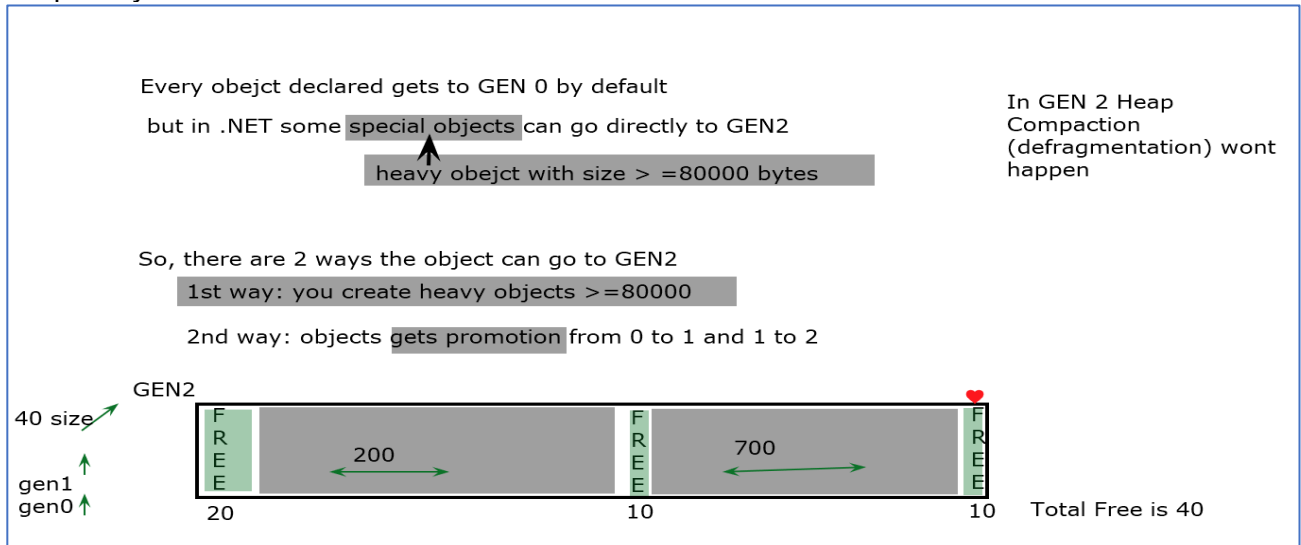 Every obejct declared gets to GEN 0 by default
but in .NET some special objects can go directly to GEN2
heavy obejct with size > =80000 bytes
In GEN 2 Heap
Compaction
(defragmentation) wont
happen
So, there are 2 ways the object can go to GEN2
1st way: you create heavy objects >=80000
2nd way: objects gets promotion from 0 to 1 and 1 to 2
GEN2
40 size
gen1
gen0
FREE
200
FREE
700
FREE
20
10
10
Total Free is 40